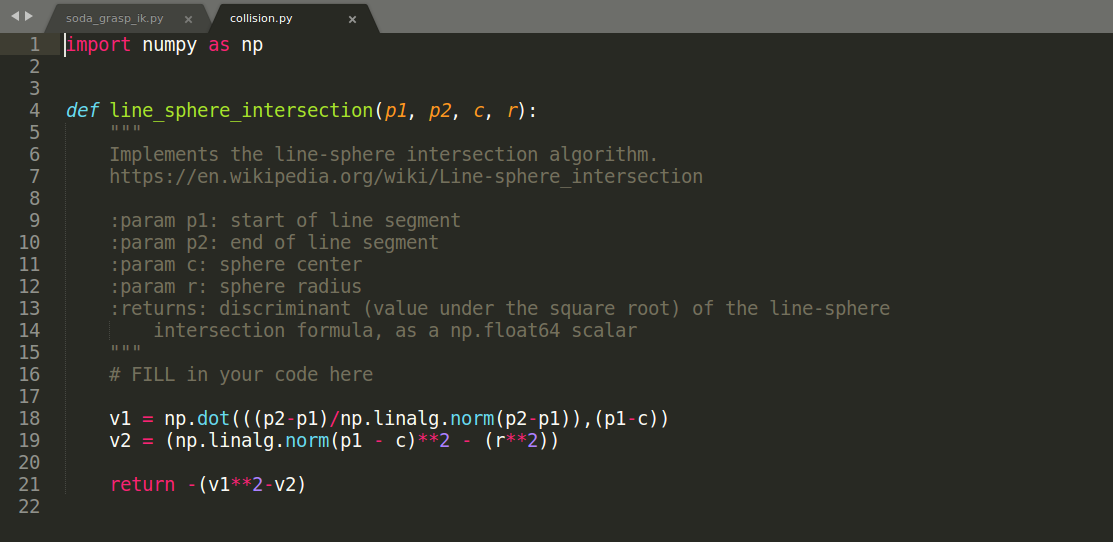 soda_grasp_ik.py × collision.py ×
1 import numpy as np
2
3
4 def line_sphere_intersection(p1, p2, c, r):
5 """
6 Implements the line-sphere intersection algorithm.
7 https://en.wikipedia.org/wiki/Line-sphere_intersection
8
9 :param p1: start of line segment
10 :param p2: end of line segment
11 :param c: sphere center
12 :param r: sphere radius
13 :returns: discriminant (value under the square root) of the line-sphere
14 intersection formula, as a np.float64 scalar
15 """
16 # FILL in your code here
17
18 v1 = np.dot(((p2-p1)/np.linalg.norm(p2-p1)),(p1-c))
19 v2 = (np.linalg.norm(p1 - c)**2 - (r**2))
20
21 return -(v1**2-v2)
22